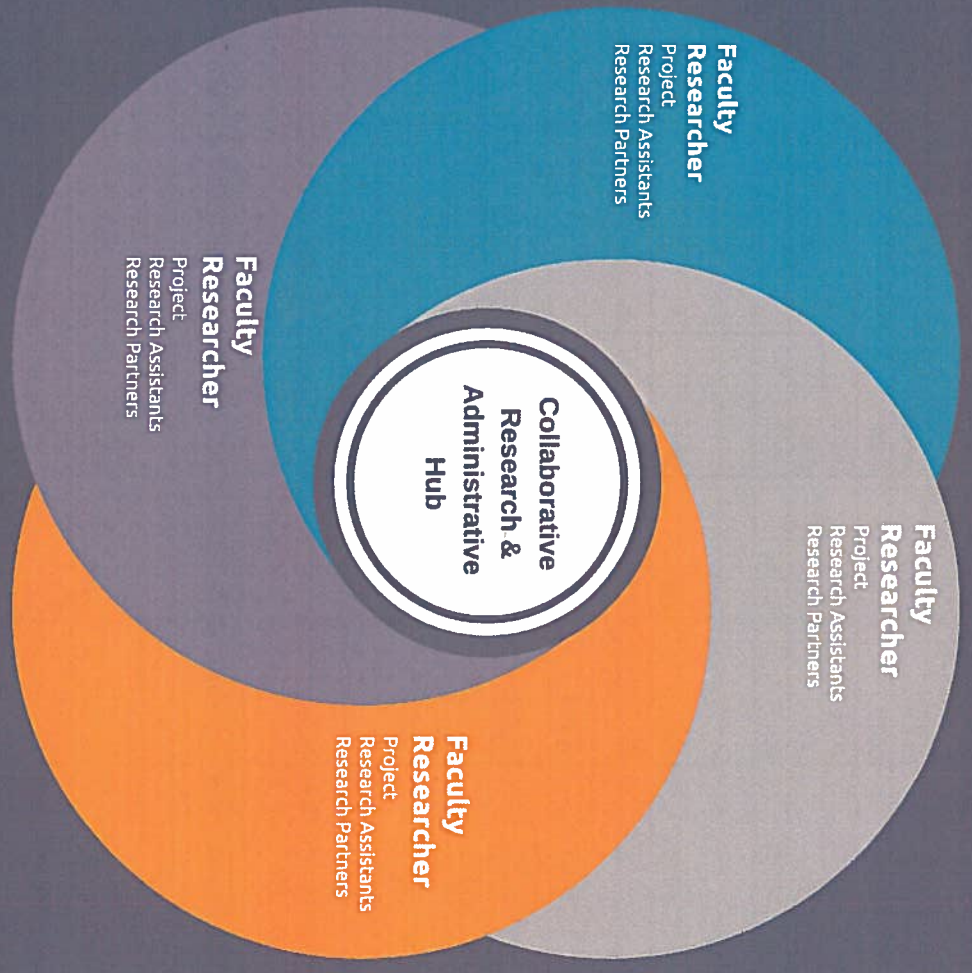 Faculty
Researcher
Project
Research Assistants
Research Partners
Faculty
Researcher
Project
Research Assistants
Research Partners
Collaborative
Research &
Administrative
Hub
Faculty
Researcher
Project
Research Assistants
Research Partners
Faculty
Researcher
Project
Research Assistants
Research Partners